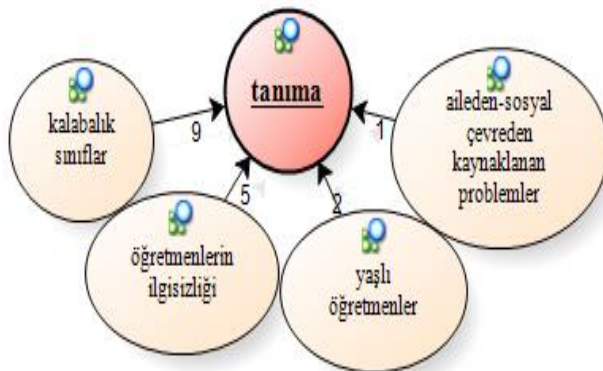 tanıma
kalabalık
sınıflar
9
öğretmenlerin
ilgisizliği
5
yaşlı
öğretmenler
2
aileden-sosyal
çevreden
kaynaklanan
problemler
1